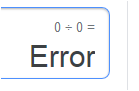 0 ÷ 0 =
Error